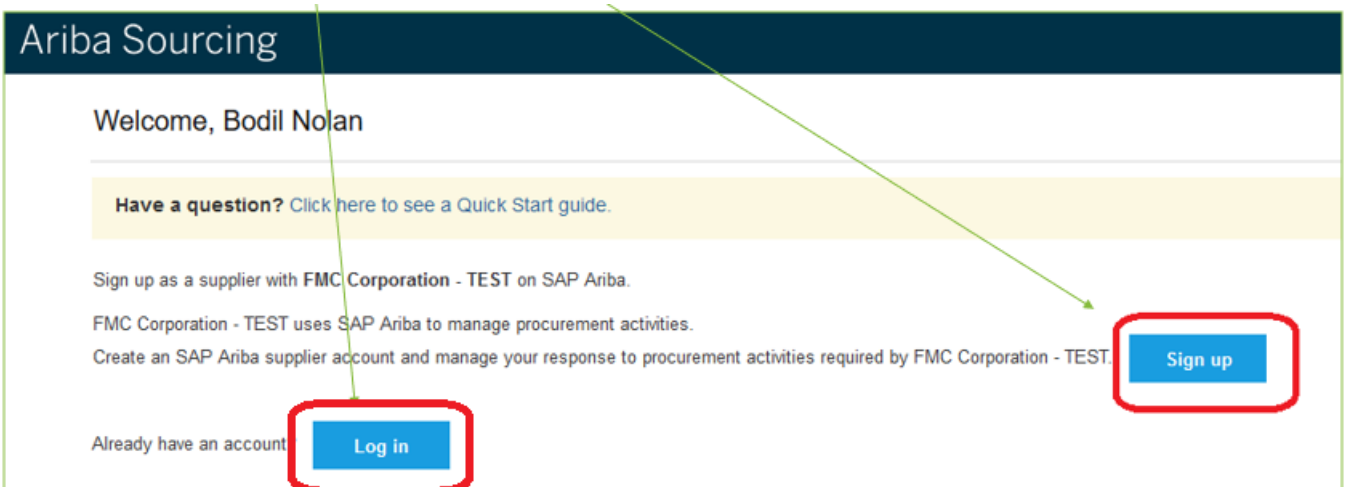 Ariba Sourcing
Welcome, Bodil Nolan
Have a question? Click here to see a Quick Start guide.
Sign up as a supplier with FMC Corporation - TEST on SAP Ariba.
FMC Corporation - TEST uses SAP Ariba to manage procurement activities.
Create an SAP Ariba supplier account and manage your response to procurement activities required by FMC Corporation - TEST.
Sign up
Already have an account
Log in